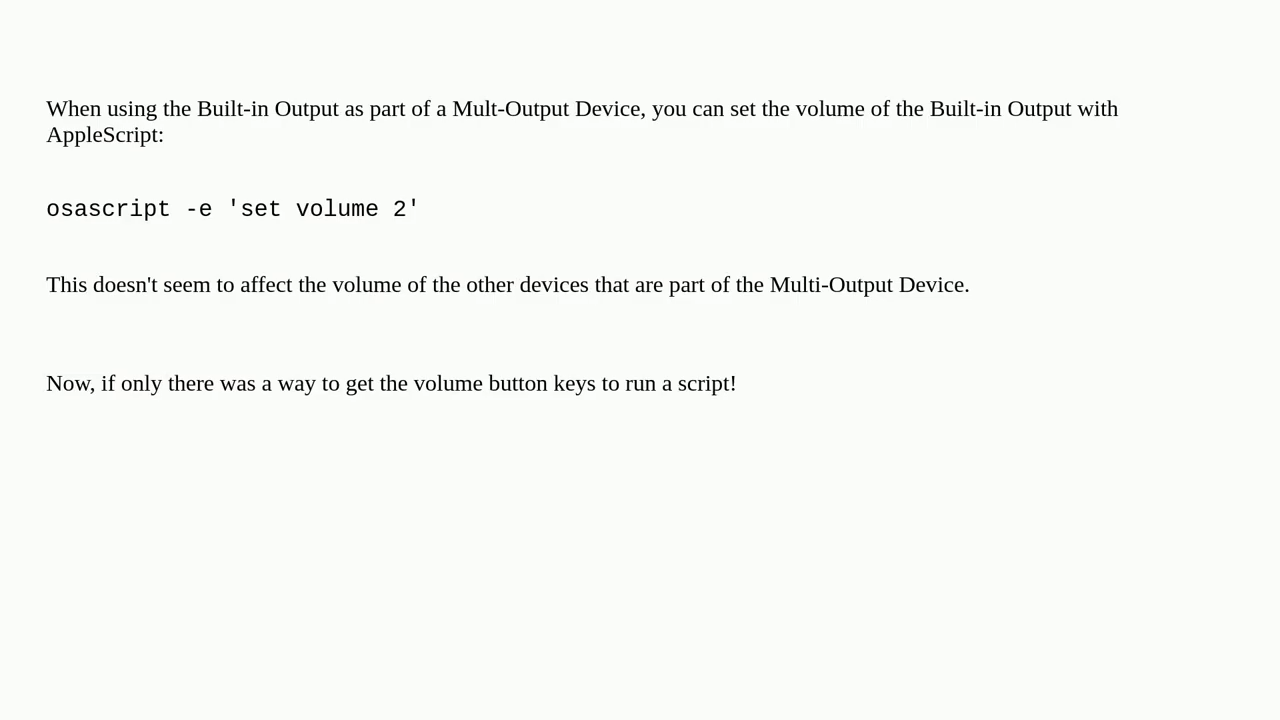 When using the Built-in Output as part of a Mult-Output Device, you can set the volume of the Built-in Output with
AppleScript:
osascript -e 'set volume 2'
This doesn't seem to affect the volume of the other devices that are part of the Multi-Output Device.
Now, if only there was a way to get the volume button keys to run a script!